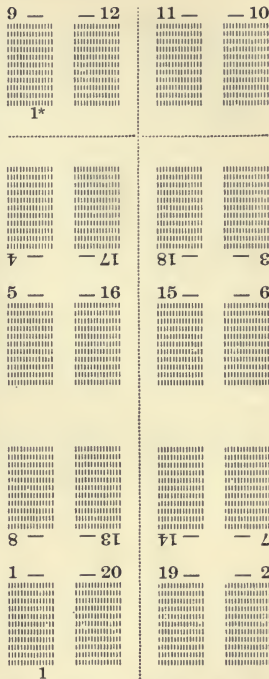 9 — — 12 11 — — 10
1*
4 — — 17 18 — — 3
5 — — 16 15 — — 6
8 — — 13 14 — — 7
1 — — 20 19 — — 2
1